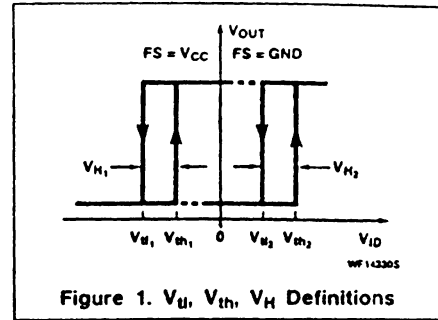 VOUT
FS = VCC FS = GND
VH1 VH2
Vtl1 Vth1 0 Vtl2 Vth2 VID
WF14330S
Figure 1. Vtl, Vth, VH Definitions